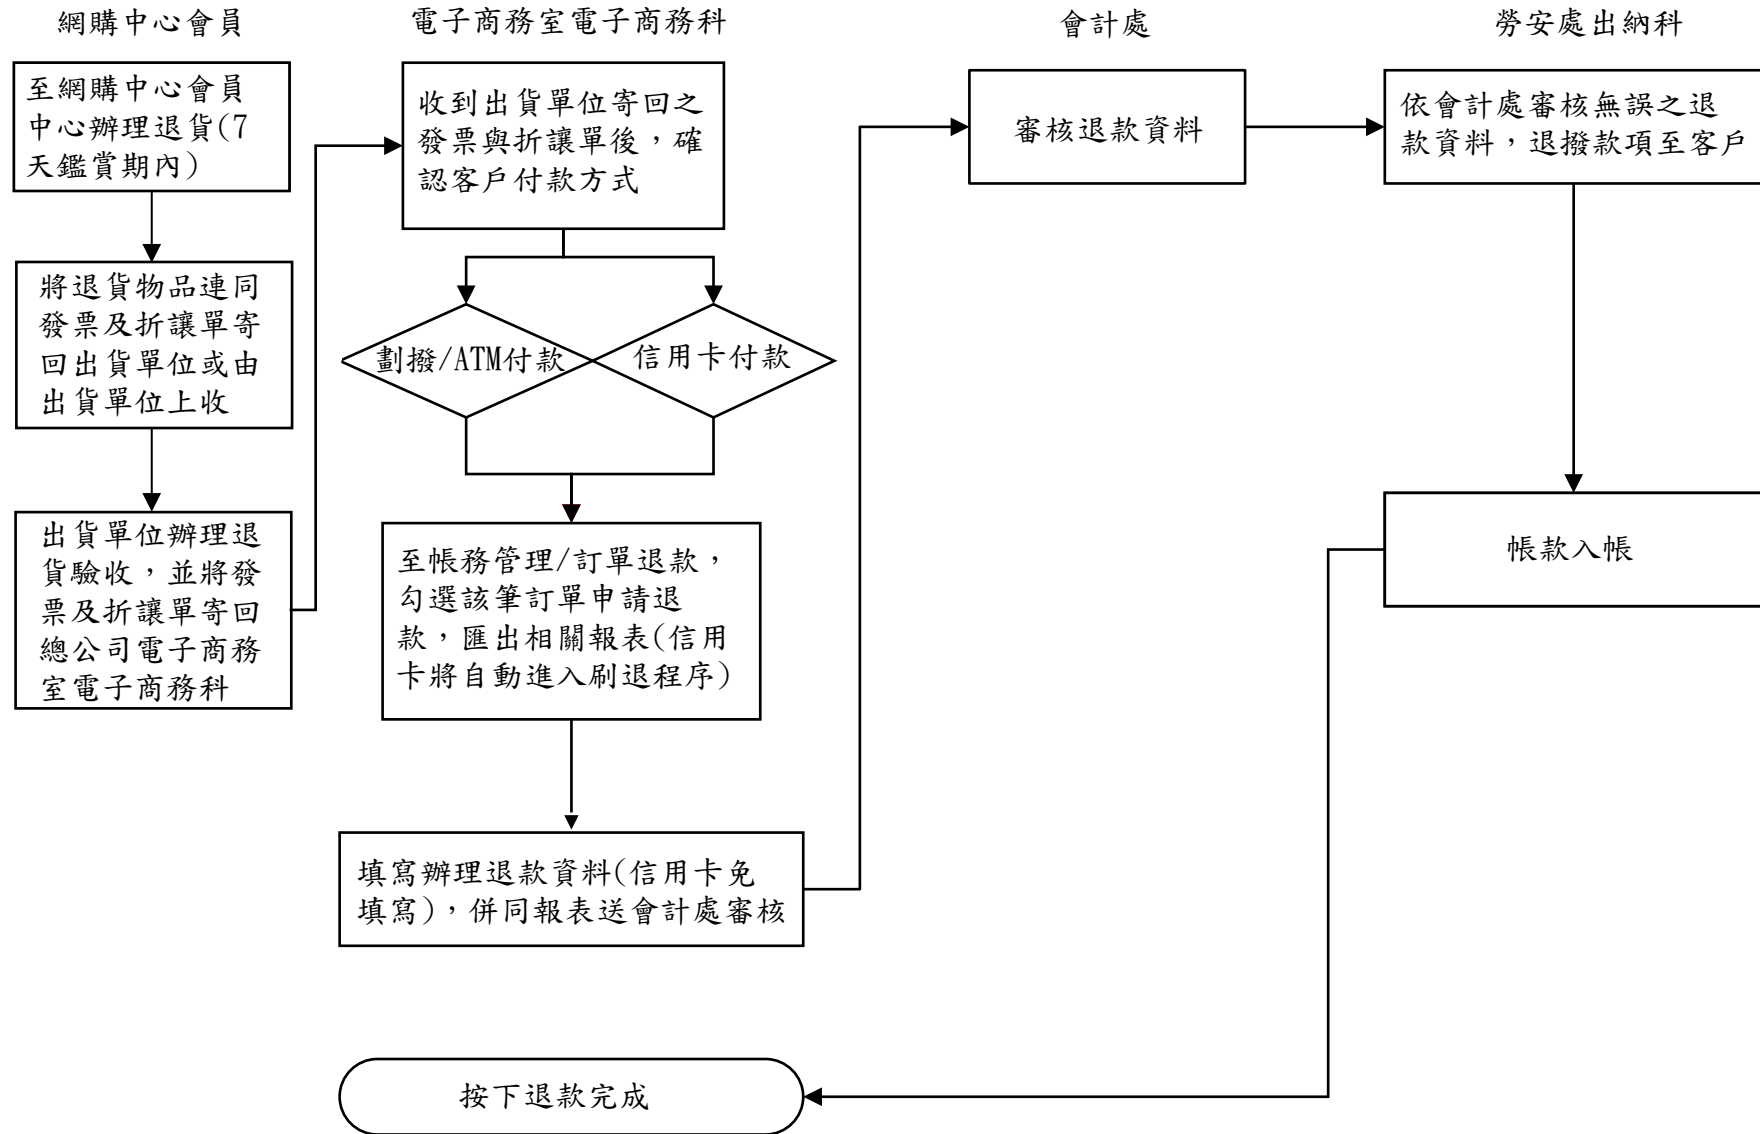 網購中心會員
電子商務室電子商務科
會計處
勞安處出納科
至網購中心會員
中心辦理退貨(7
天鑑賞期內)
將退貨物品連同
發票及折讓單寄
回出貨單位或由
出貨單位上收
出貨單位辦理退
貨驗收，並將發
票及折讓單寄回
總公司電子商務
室電子商務科
收到出貨單位寄回之
發票與折讓單後，確
認客戶付款方式
劃撥/ATM付款
信用卡付款
至帳務管理/訂單退款，
勾選該筆訂單申請退
款，匯出相關報表(信用
卡將自動進入刷退程序)
填寫辦理退款資料(信用卡免
填寫)，併同報表送會計處審核
審核退款資料
依會計處審核無誤之退
款資料，退撥款項至客戶
帳款入帳
按下退款完成